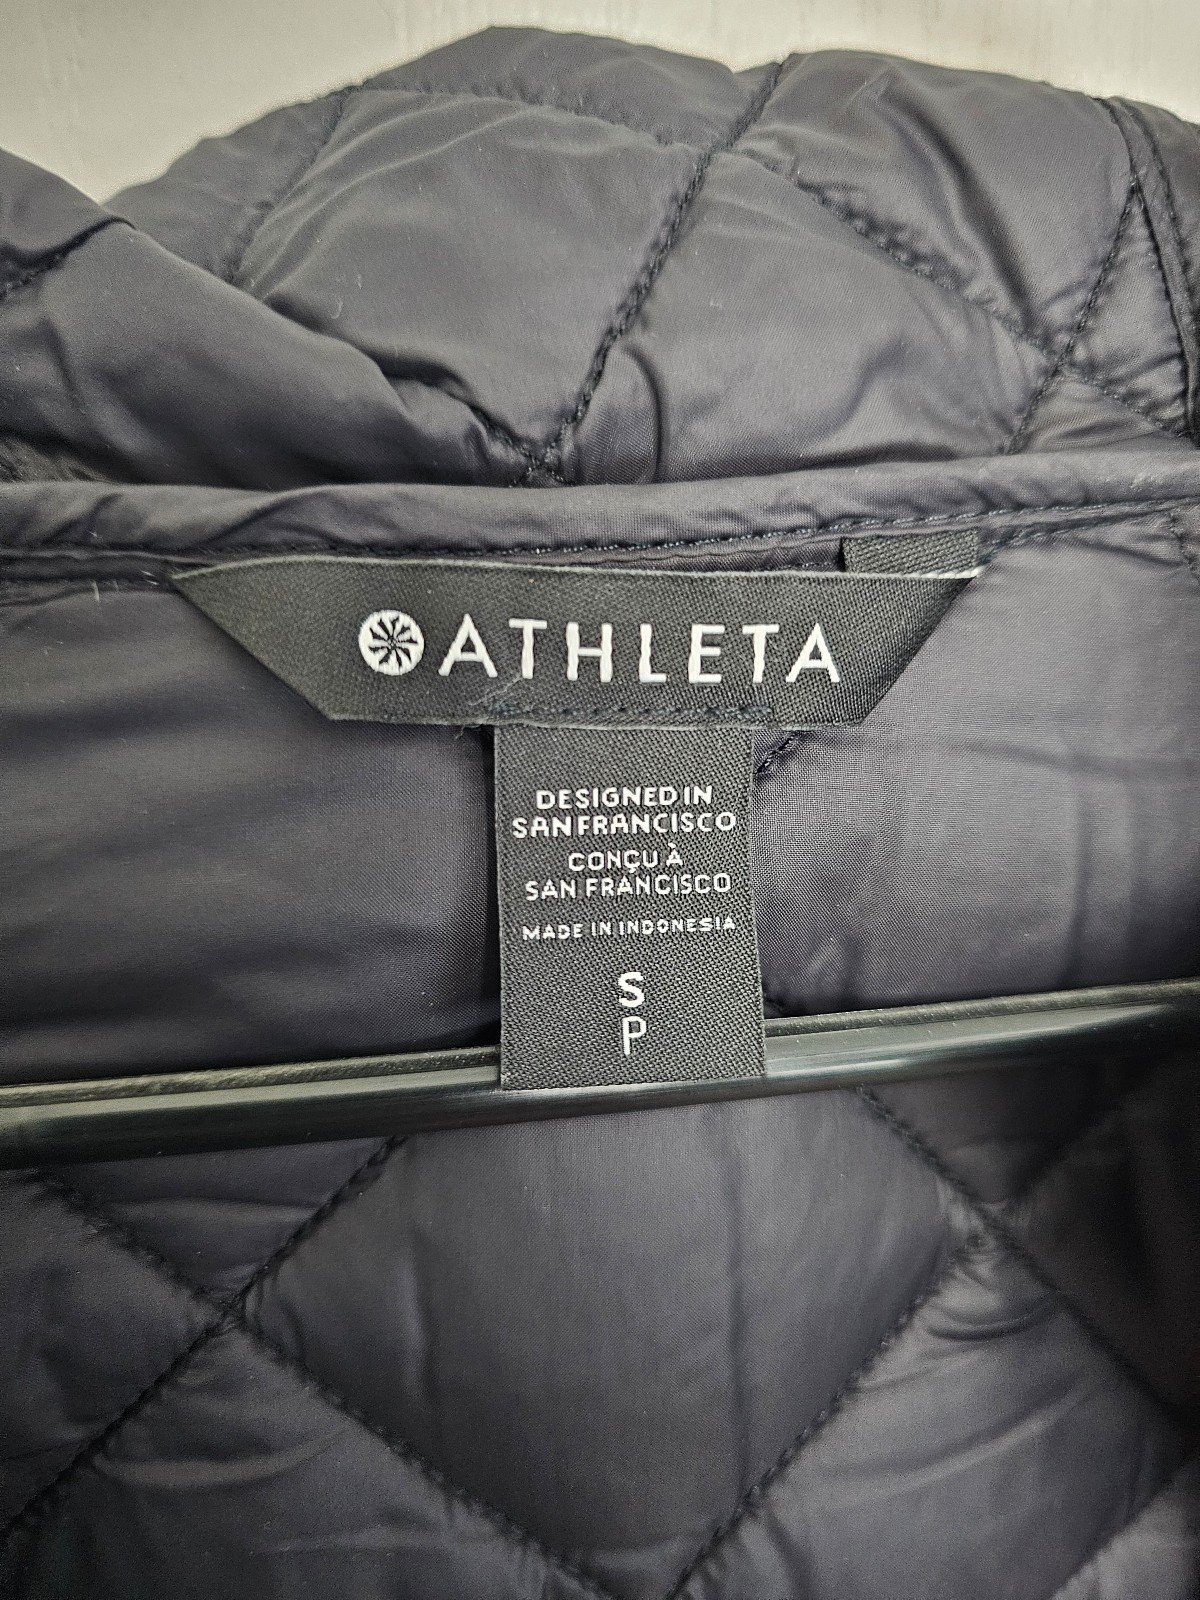 ATHLETA
DESIGNED IN
SAN FRANCISCO
CONÇU À
SAN FRANCISCO
MADE IN INDONESIA
S
P